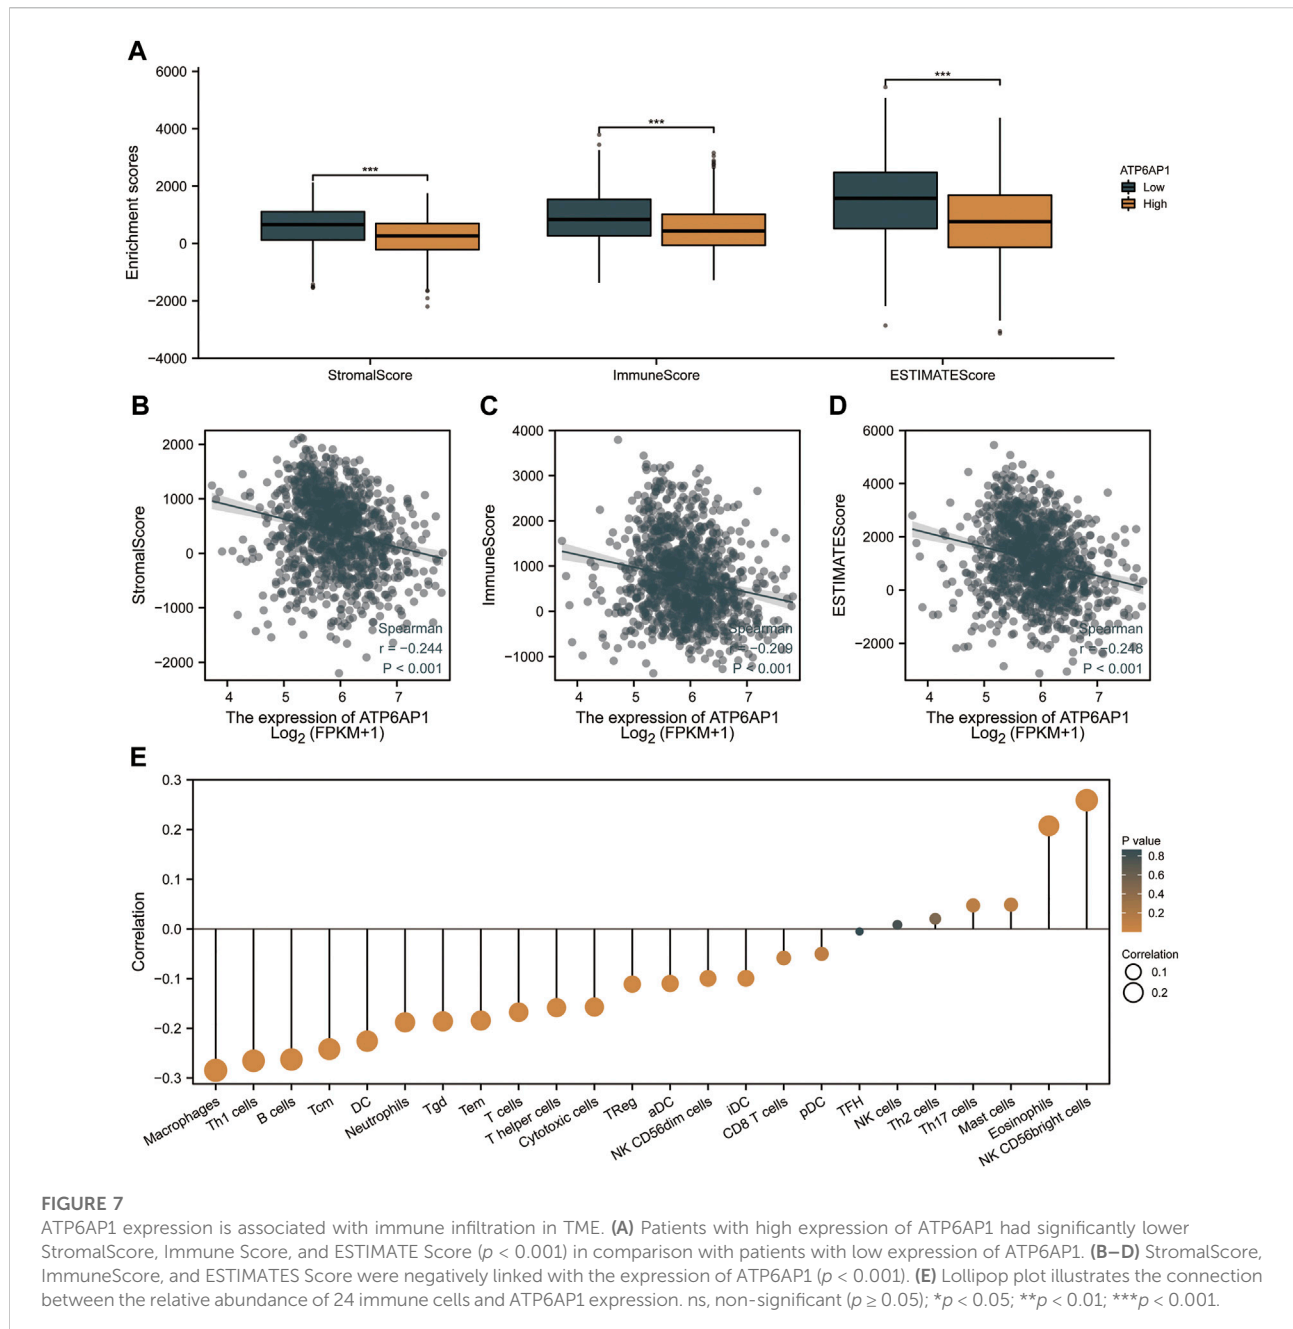 A
6000
4000
2000
0
−2000
−4000
Enrichment scores
***
***
***
StromalScore
ImmuneScore
ESTIMATEScore
ATP6AP1
Low
High
B
2000
1000
0
−1000
−2000
StromalScore
Spearman
r = −0.244
P < 0.001
4 5 6 7
The expression of ATP6AP1
Log2 (FPKM+1)
C
4000
3000
2000
1000
0
−1000
ImmuneScore
Spearman
r = −0.209
P < 0.001
4 5 6 7
The expression of ATP6AP1
Log2 (FPKM+1)
D
6000
4000
2000
0
−2000
ESTIMATEScore
Spearman
r = −0.248
P < 0.001
4 5 6 7
The expression of ATP6AP1
Log2 (FPKM+1)
E
0.3
0.2
0.1
0.0
−0.1
−0.2
−0.3
Correlation
Macrophages
Th1 cells
B cells
Tcm
DC
Neutrophils
Tgd
Tem
T cells
T helper cells
Cytotoxic cells
TReg
aDC
NK CD56dim cells
iDC
CD8 T cells
pDC
TFH
NK cells
Th2 cells
Th17 cells
Mast cells
Eosinophils
NK CD56bright cells
P value
0.8
0.6
0.4
0.2
Correlation
0.1
0.2
FIGURE 7
ATP6AP1 expression is associated with immune infiltration in TME. (A) Patients with high expression of ATP6AP1 had significantly lower
StromalScore, Immune Score, and ESTIMATE Score (p < 0.001) in comparison with patients with low expression of ATP6AP1. (B–D) StromalScore,
ImmuneScore, and ESTIMATES Score were negatively linked with the expression of ATP6AP1 (p < 0.001). (E) Lollipop plot illustrates the connection
between the relative abundance of 24 immune cells and ATP6AP1 expression. ns, non-significant (p ≥ 0.05); *p < 0.05; **p < 0.01; ***p < 0.001.